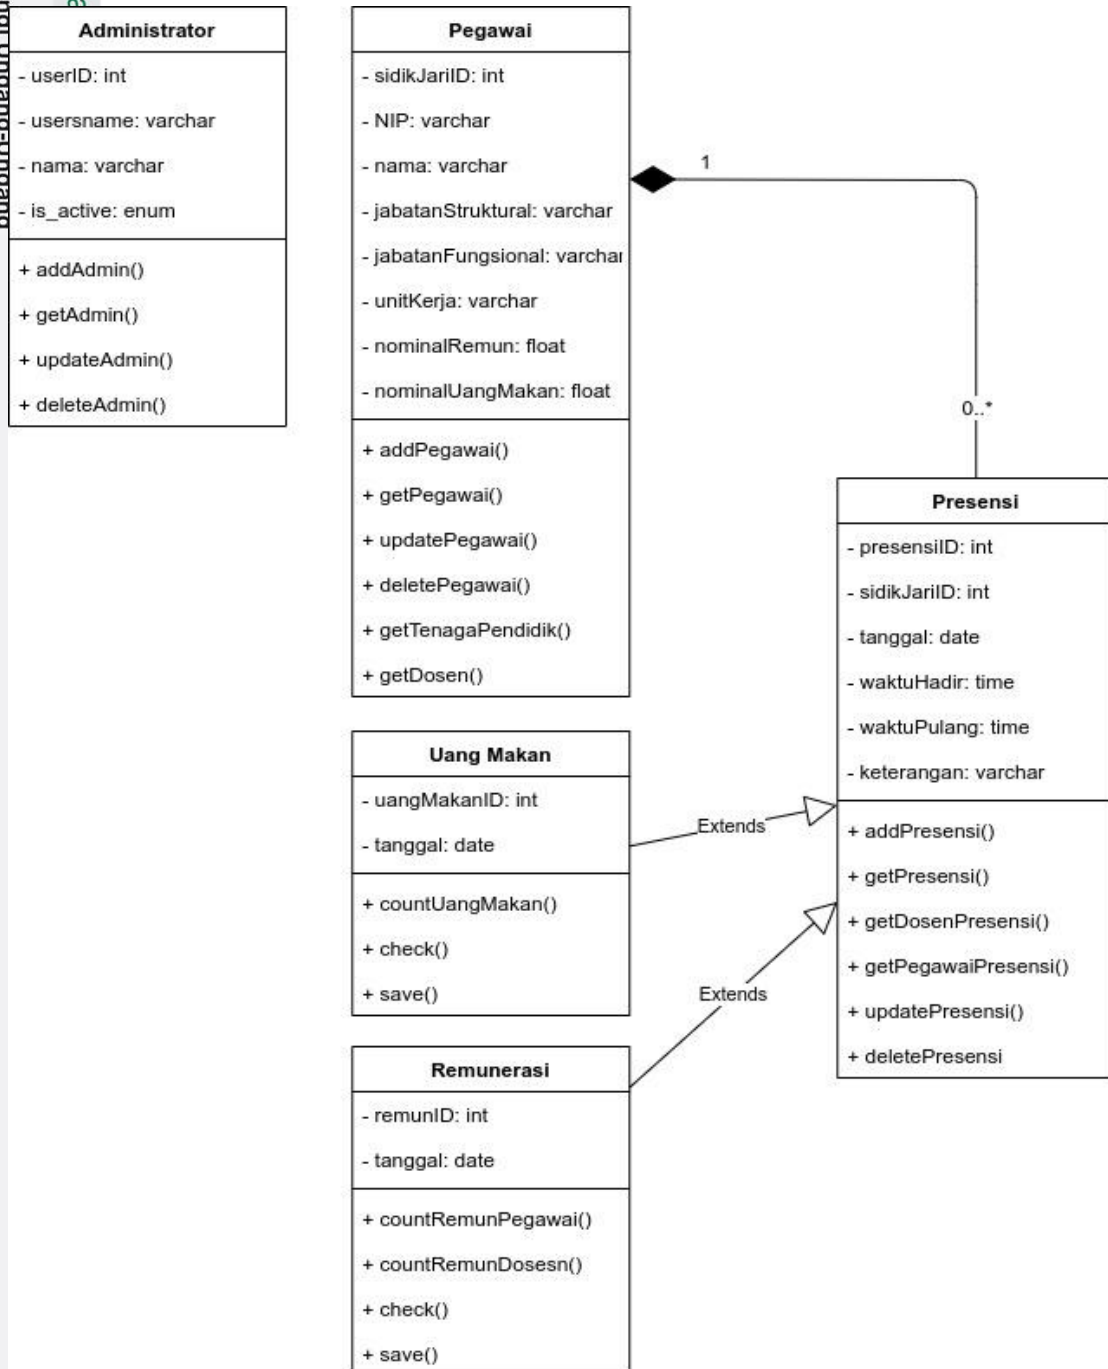 Administrator
- userID: int
- usersname: varchar
- nama: varchar
- is_active: enum
+ addAdmin()
+ getAdmin()
+ updateAdmin()
+ deleteAdmin()
Pegawai
- sidikJariID: int
- NIP: varchar
- nama: varchar
- jabatanStruktural: varchar
- jabatanFungsional: varchar
- unitKerja: varchar
- nominalRemun: float
- nominalUangMakan: float
+ addPegawai()
+ getPegawai()
+ updatePegawai()
+ deletePegawai()
+ getTenagaPendidik()
+ getDosen()
1
0..*
Presensi
- presensiID: int
- sidikJariID: int
- tanggal: date
- waktuHadir: time
- waktuPulang: time
- keterangan: varchar
+ addPresensi()
+ getPresensi()
+ getDosenPresensi()
+ getPegawaiPresensi()
+ updatePresensi()
+ deletePresensi
Uang Makan
- uangMakanID: int
- tanggal: date
+ countUangMakan()
+ check()
+ save()
Extends
Extends
Remunerasi
- remunID: int
- tanggal: date
+ countRemunPegawai()
+ countRemunDosesn()
+ check()
+ save()